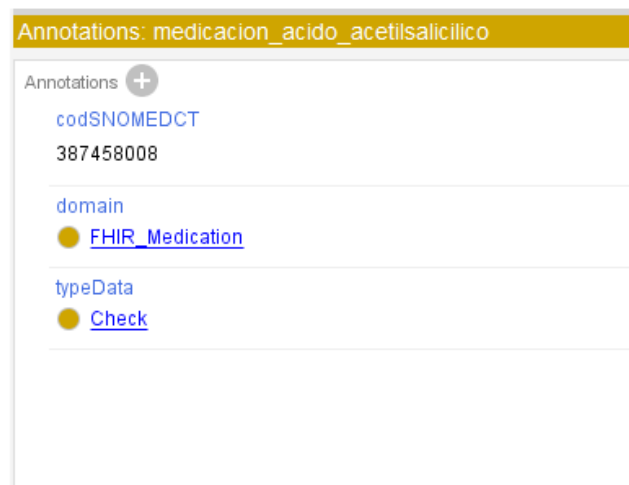 Annotations: medicacion_acido_acetilsalicilico
Annotations +
codSNOMEDCT
387458008
domain
FHIR_Medication
typeData
Check